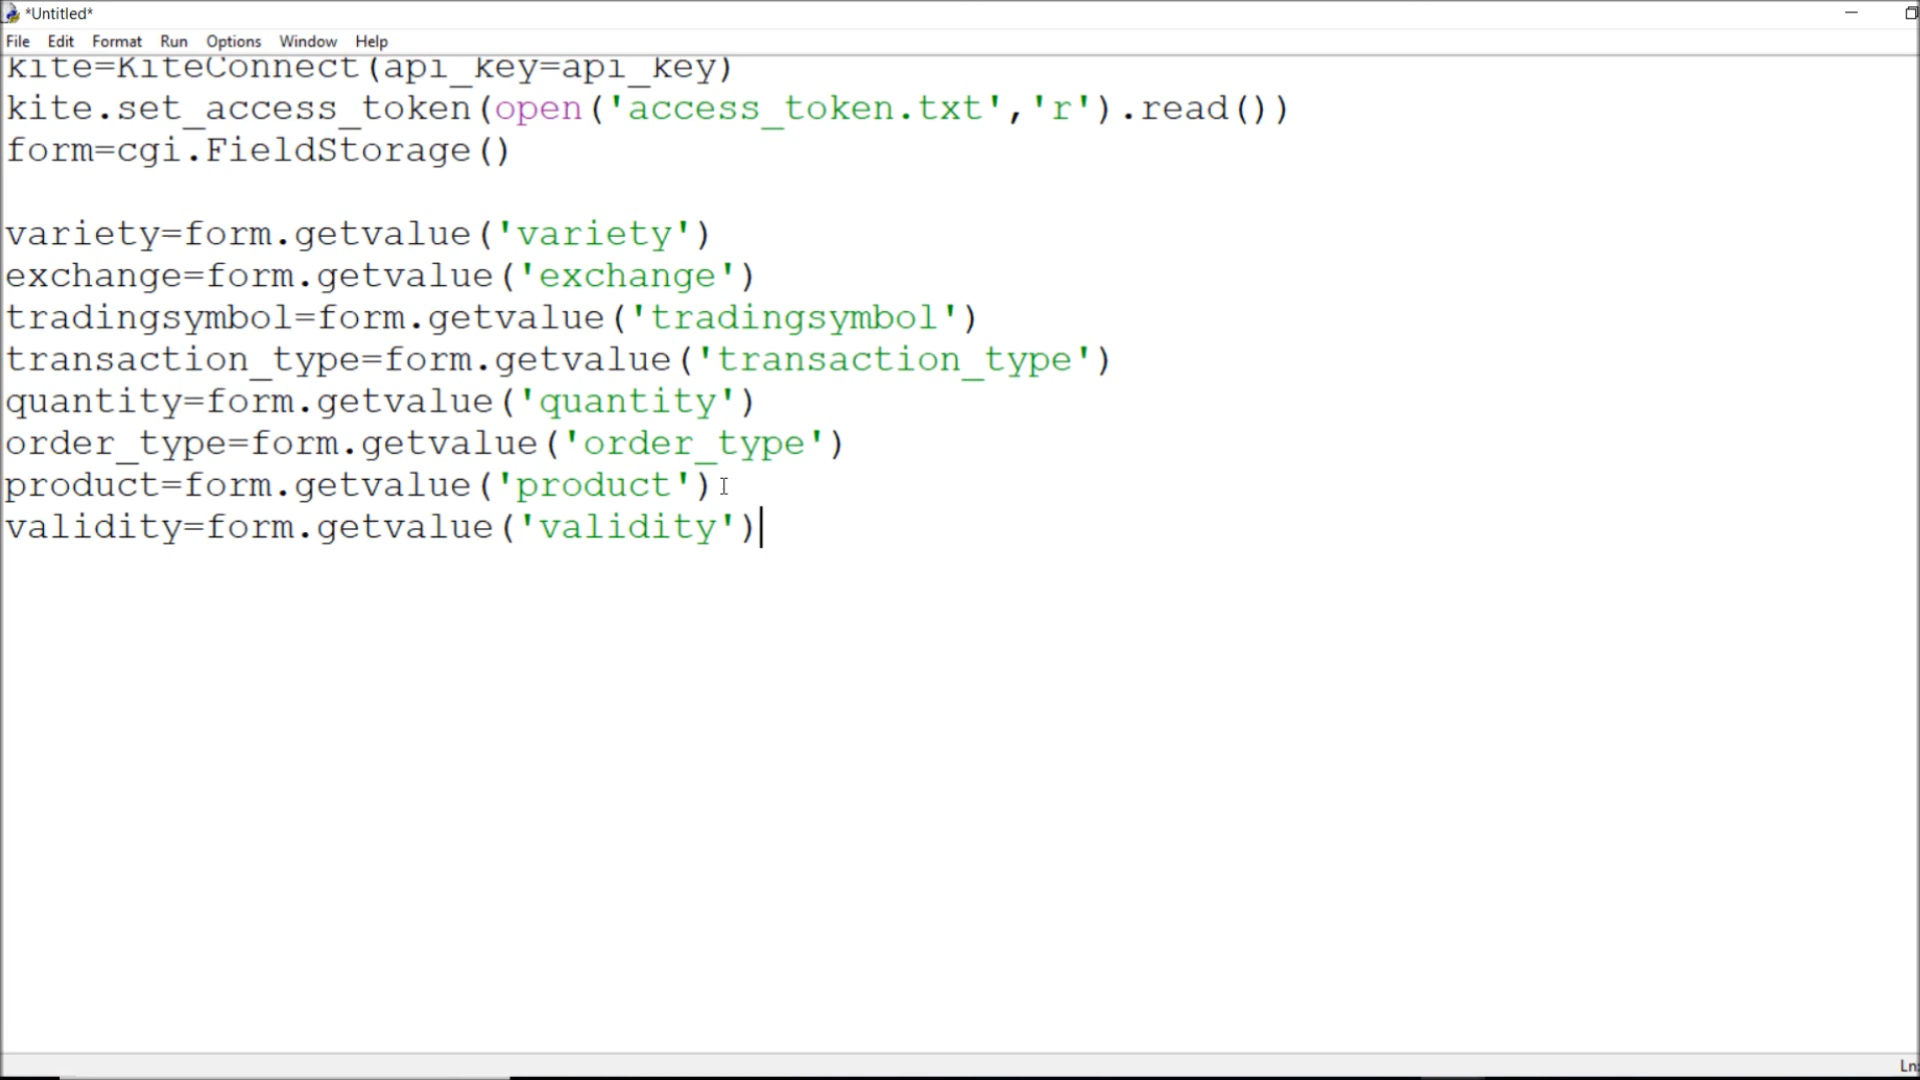 *Untitled*
File Edit Format Run Options Window Help
kite=KiteConnect(api_key=api_key)
kite.set_access_token(open('access_token.txt','r').read())
form=cgi.FieldStorage()
variety=form.getvalue('variety')
exchange=form.getvalue('exchange')
tradingsymbol=form.getvalue('tradingsymbol')
transaction_type=form.getvalue('transaction_type')
quantity=form.getvalue('quantity')
order_type=form.getvalue('order_type')
product=form.getvalue('product')
validity=form.getvalue('validity')
Ln